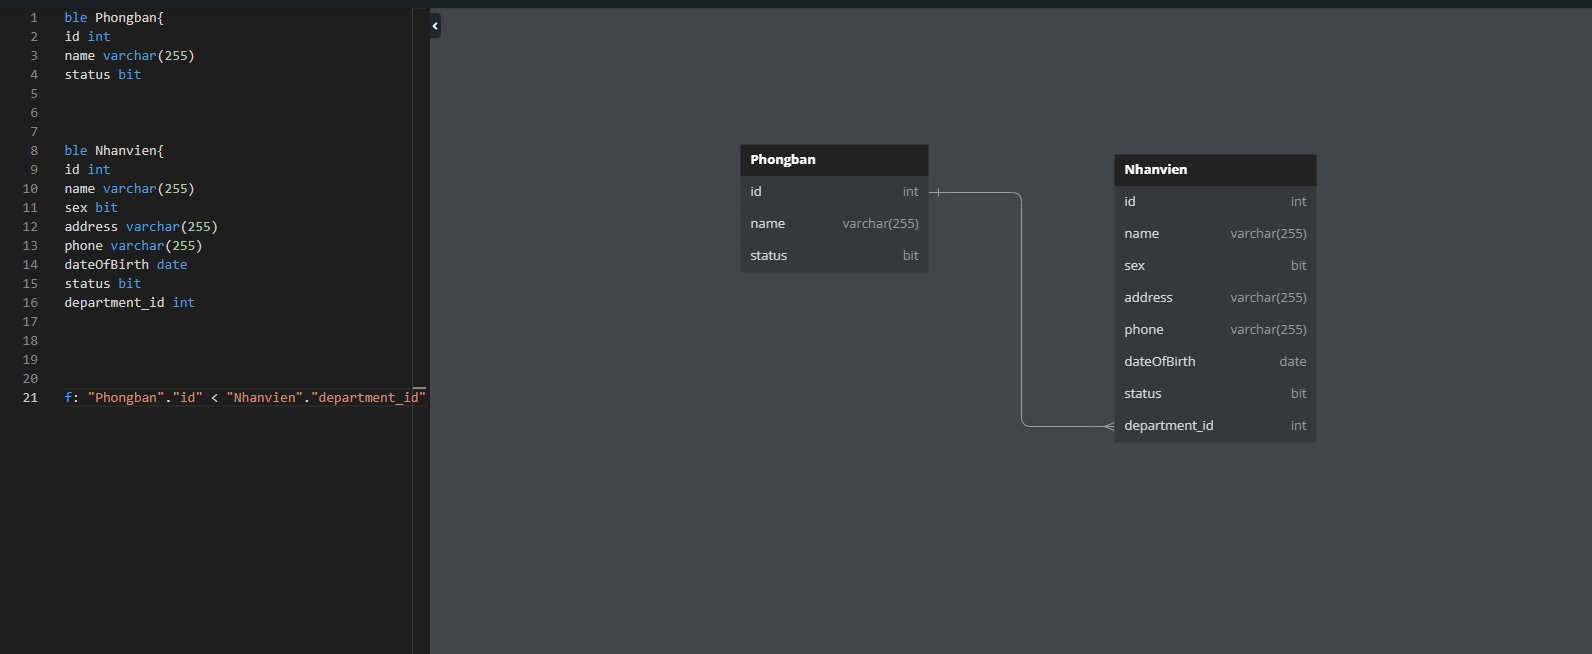 1 ble Phongban{
2 id int
3 name varchar(255)
4 status bit
5
6
7
8 ble Nhanvien{
9 id int
10 name varchar(255)
11 sex bit
12 address varchar(255)
13 phone varchar(255)
14 dateOfBirth date
15 status bit
16 department_id int
17
18
19
20
21 f: "Phongban"."id" < "Nhanvien"."department_id"
Phongban
id int
name varchar(255)
status bit
Nhanvien
id int
name varchar(255)
sex bit
address varchar(255)
phone varchar(255)
dateOfBirth date
status bit
department_id int